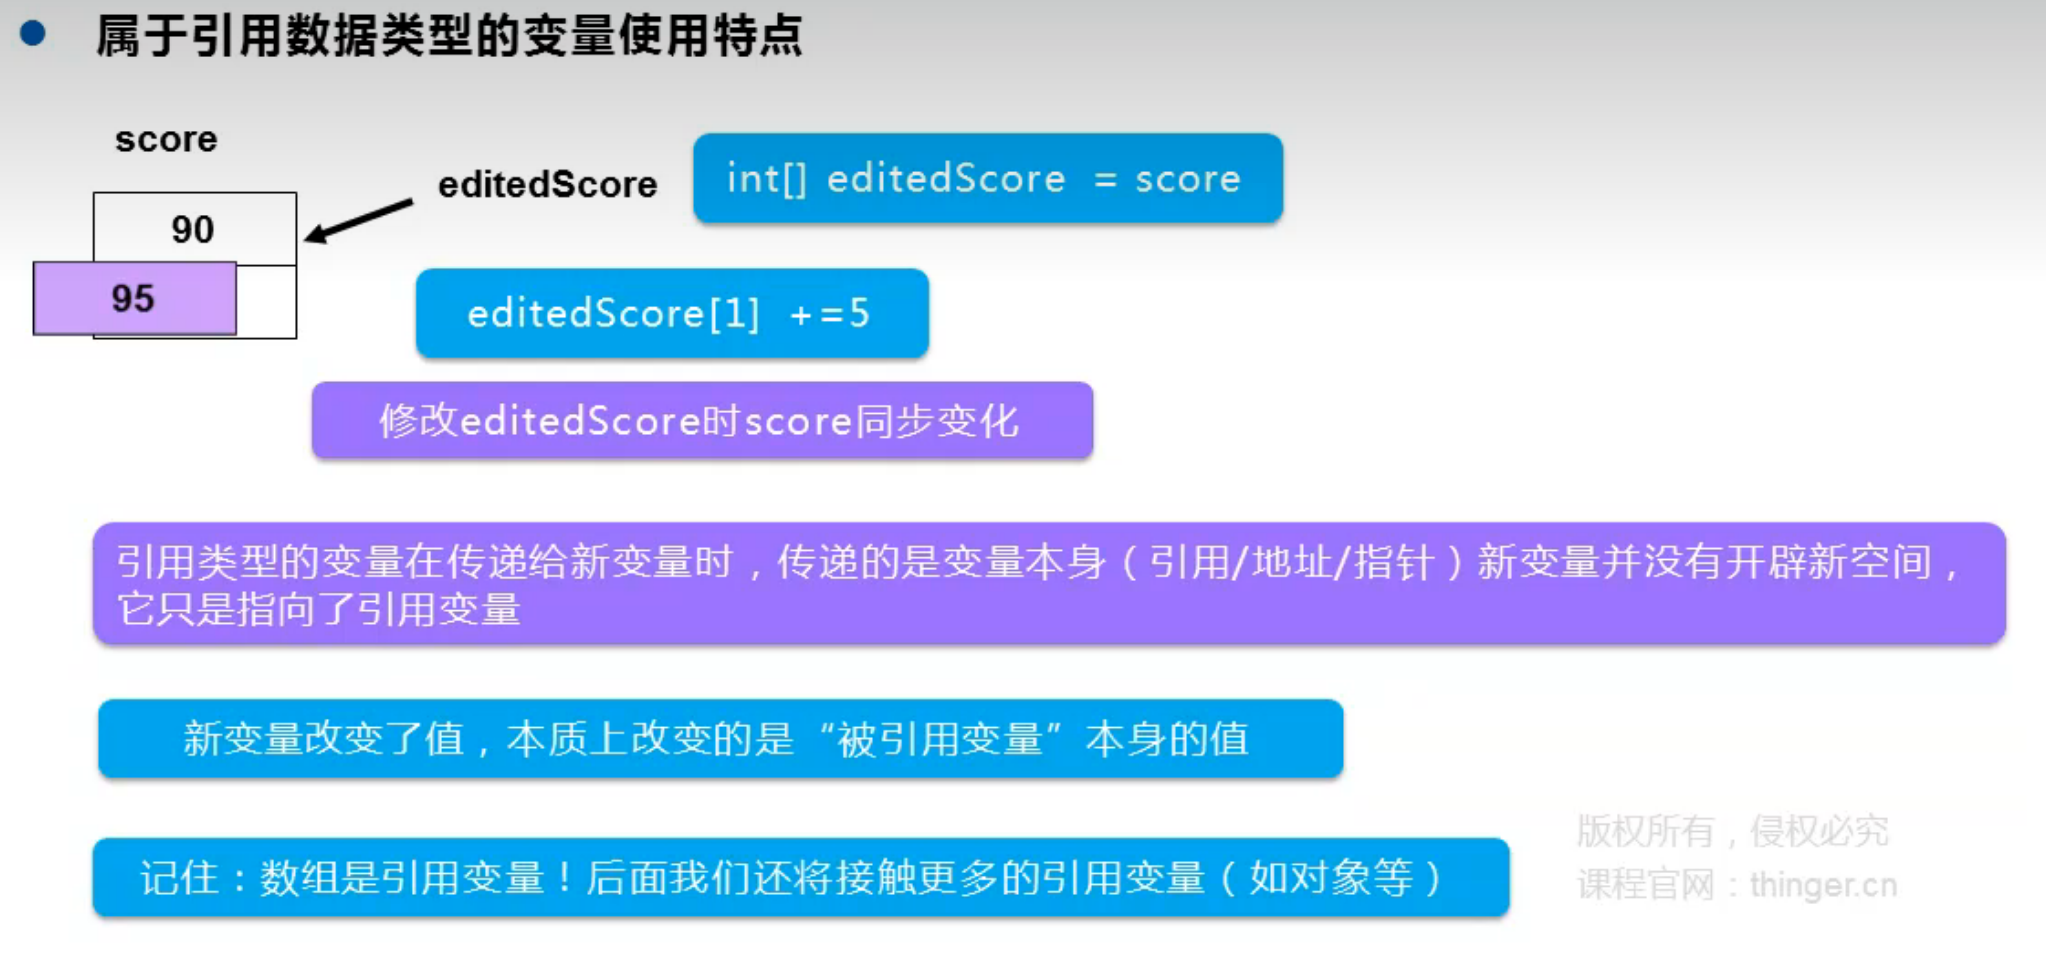 属于引用数据类型的变量使用特点
score
editedScore
int[] editedScore = score
90
95
editedScore[1] +=5
修改editedScore时score同步变化
引用类型的变量在传递给新变量时，传递的是变量本身（引用/地址/指针）新变量并没有开辟新空间，
它只是指向了引用变量
新变量改变了值，本质上改变的是“被引用变量”本身的值
记住：数组是引用变量！后面我们还将接触更多的引用变量（如对象等）
版权所有，侵权必究
课程官网：thinger.cn